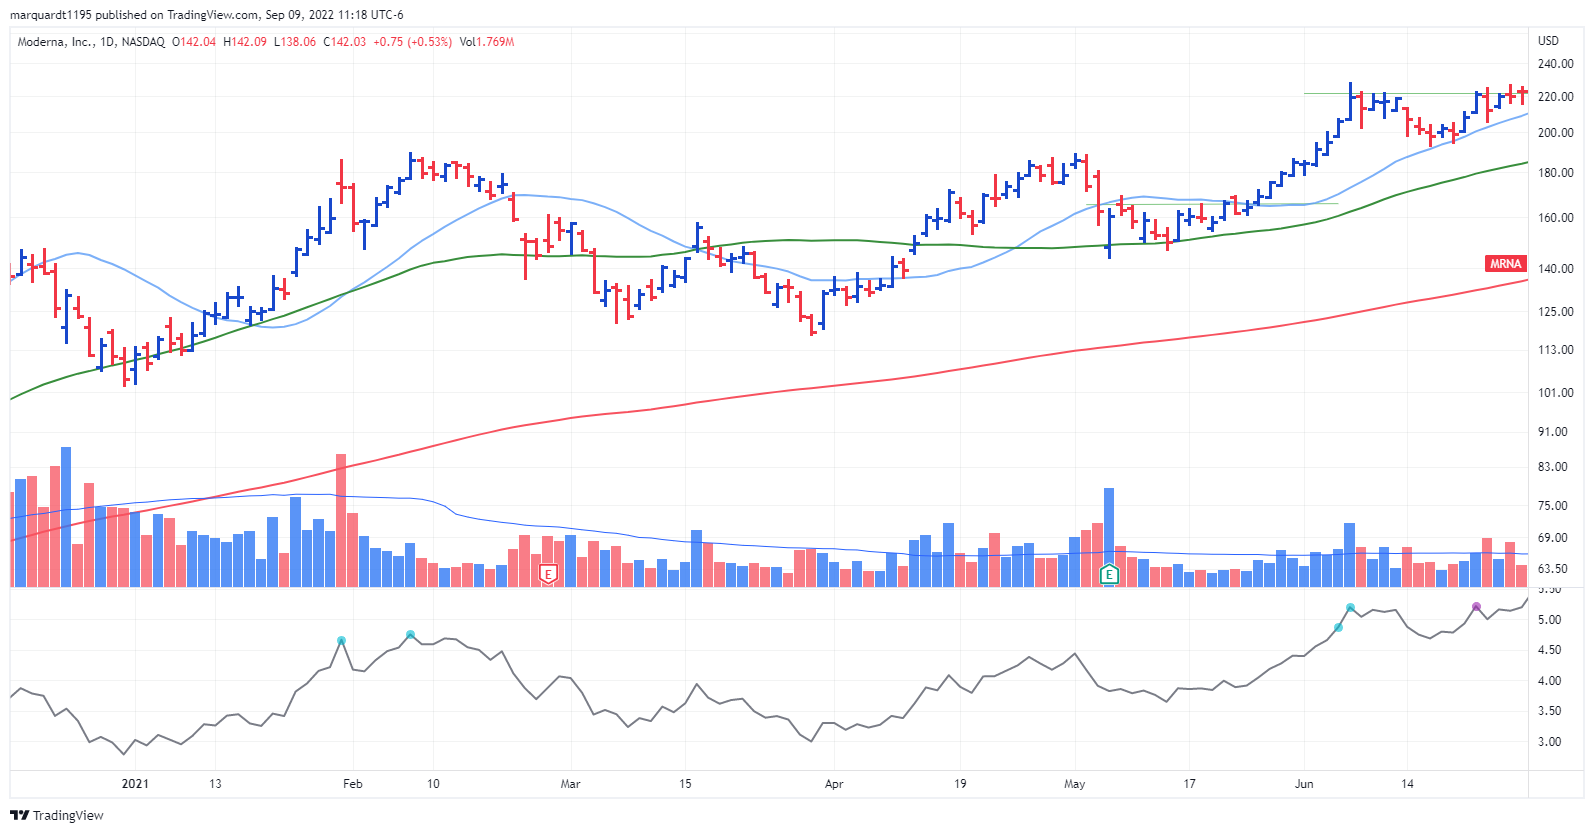 marquardt1195 published on TradingView.com, Sep 09, 2022 11:18 UTC-6
Moderna, Inc., 1D, NASDAQ O142.04 H142.09 L138.06 C142.03 +0.75 (+0.53%) Vol1.769M
USD
240.00
220.00
200.00
180.00
160.00
MRNA
140.00
125.00
113.00
101.00
91.00
83.00
75.00
69.00
63.50
E
E
5.50
5.00
4.50
4.00
3.50
3.00
2021 13 Feb 10 Mar 15 Apr 19 May 17 Jun 14
TradingView